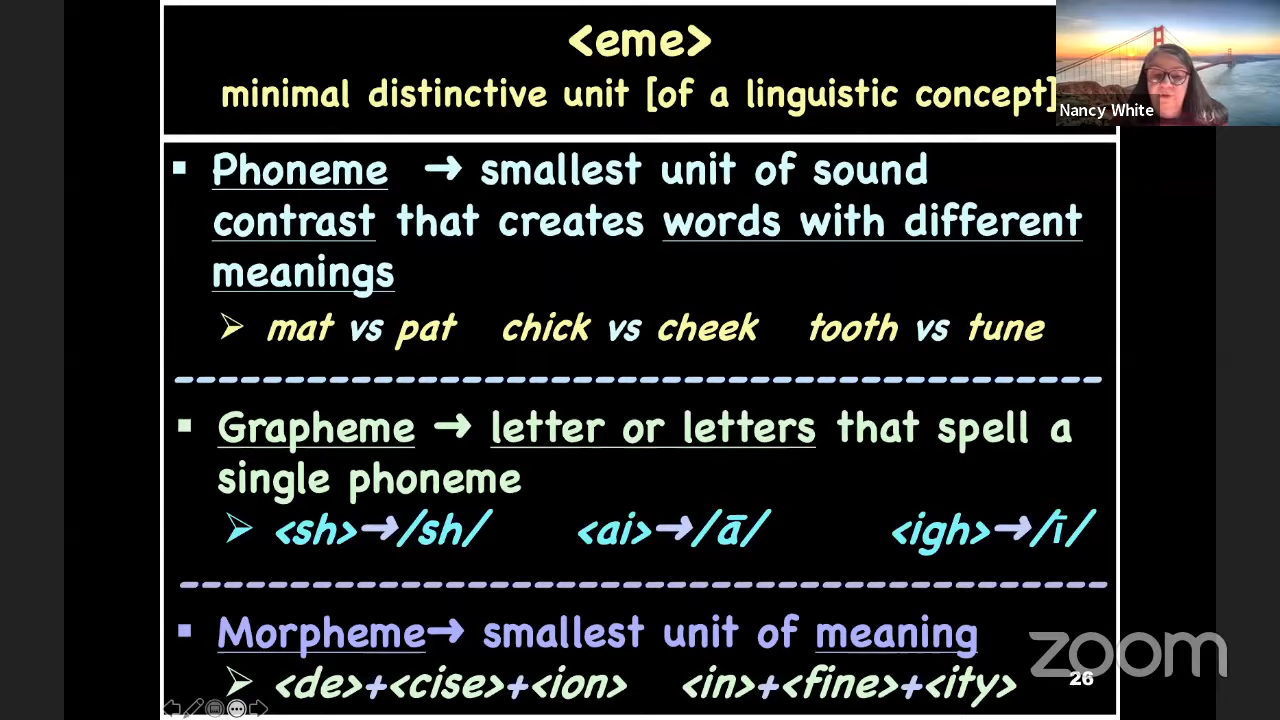 <eme>
minimal distinctive unit [of a linguistic concept]
Nancy White
▪ Phoneme → smallest unit of sound
contrast that creates words with different
meanings
➢ mat vs pat chick vs cheek tooth vs tune
▪ Grapheme → letter or letters that spell a
single phoneme
➢ <sh>→/sh/ <ai>→/ā/ <igh>→/ī/
▪ Morpheme→ smallest unit of meaning
➢ <de>+<cise>+<ion> <in>+<fine>+<ity>
zoom
26